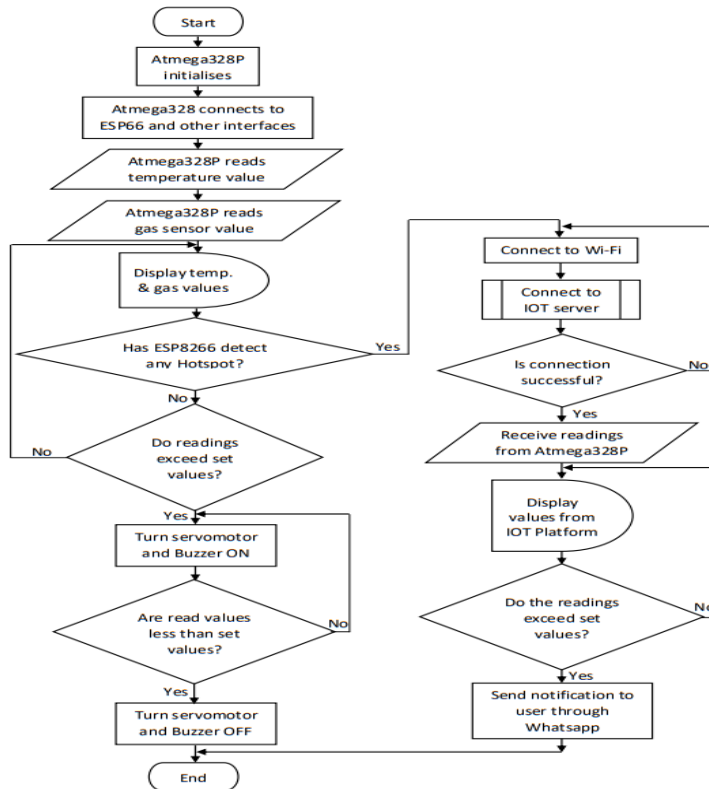 Start
Atmega328P
initialises
Atmega328 connects to
ESP66 and other interfaces
Atmega328P reads
temperature value
Atmega328P reads
gas sensor value
Display temp.
& gas values
Has ESP8266 detect
any Hotspot?
Yes
No
Do readings
exceed set
values?
No
Yes
Turn servomotor
and Buzzer ON
Are read values
less than set
values?
No
Yes
Turn servomotor
and Buzzer OFF
End
Connect to Wi-Fi
Connect to
IOT server
Is connection
successful?
No
Yes
Receive readings
from Atmega328P
Display
values from
IOT Platform
Do the readings
exceed set
values?
No
Yes
Send notification to
user through
Whatsapp